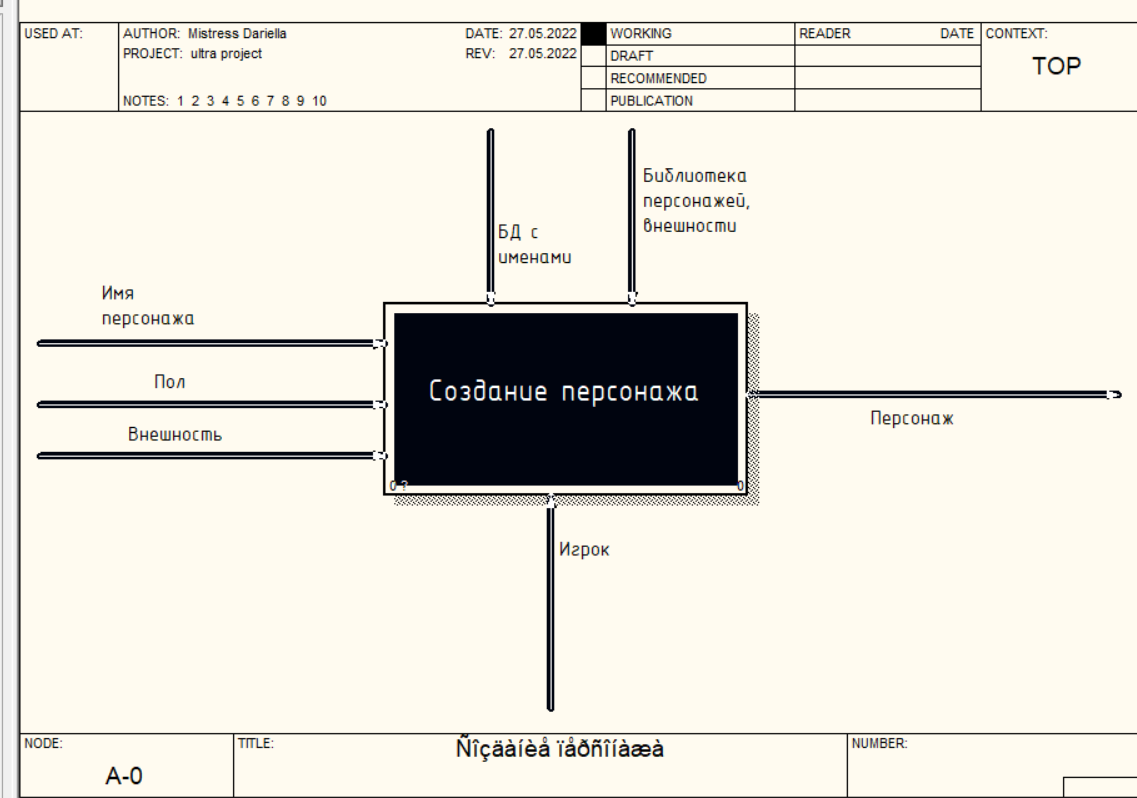 USED AT:
AUTHOR: Mistress Dariella
DATE: 27.05.2022
WORKING
READER
DATE
CONTEXT:
PROJECT: ultra project
REV: 27.05.2022
DRAFT
TOP
RECOMMENDED
NOTES: 1 2 3 4 5 6 7 8 9 10
PUBLICATION
Библиотека
персонажей,
внешности
БД с
именами
Имя
персонажа
Пол
Внешность
Создание персонажа
0 ?
0
Персонаж
Игрок
NODE:
TITLE:
Ñîçäàíèå ïåðñîíàæà
NUMBER:
A-0